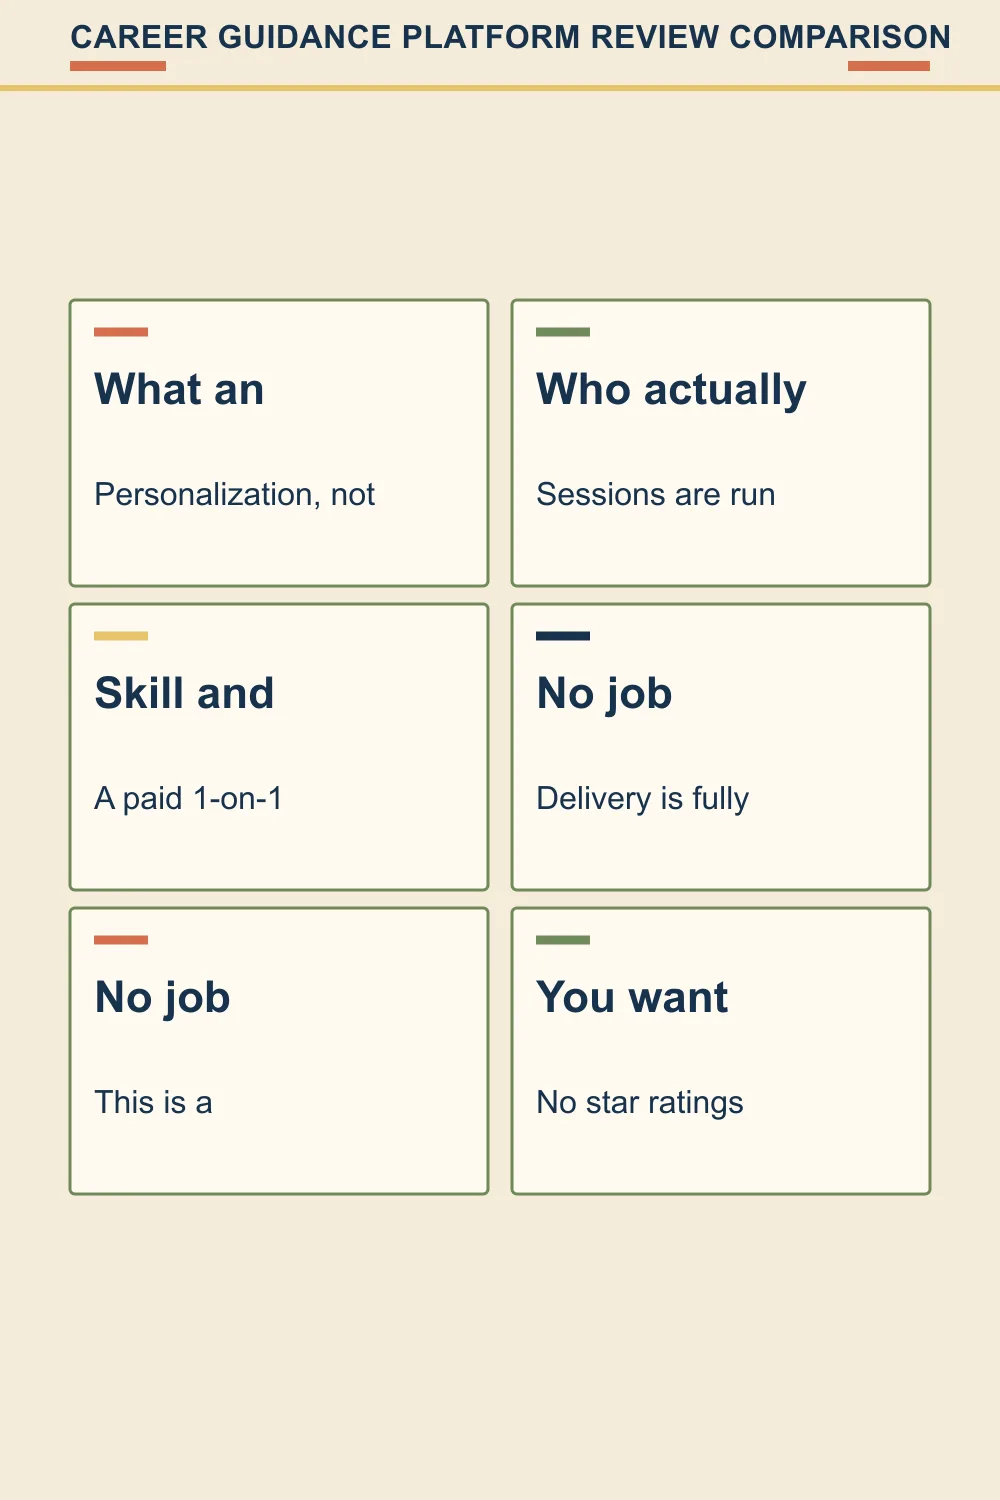 CAREER GUIDANCE PLATFORM REVIEW COMPARISON
What an
Personalization, not
Who actually
Sessions are run
Skill and
A paid 1-on-1
No job
Delivery is fully
No job
This is a
You want
No star ratings